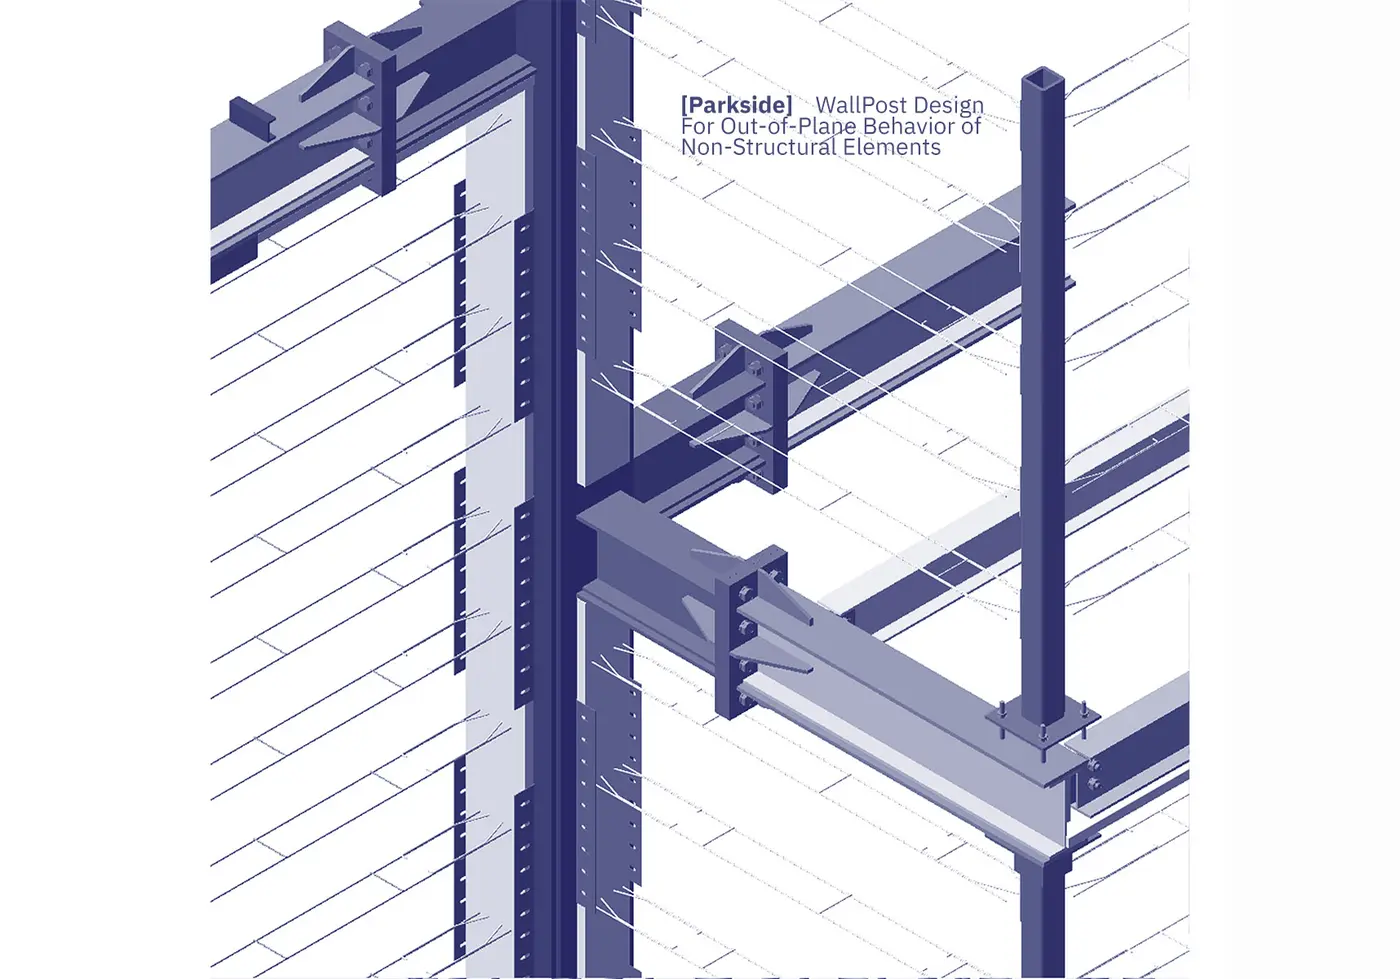 [Parkside] WallPost Design
For Out-of-Plane Behavior of
Non-Structural Elements